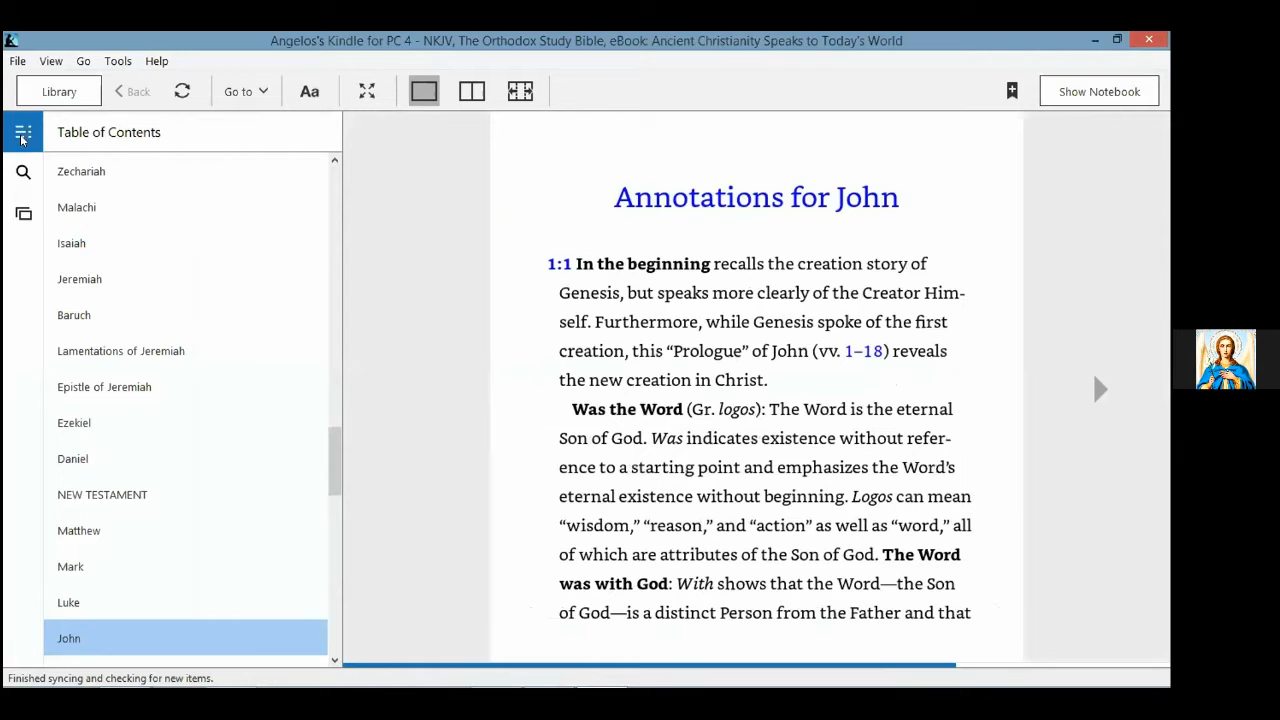 Angelos's Kindle for PC 4 - NKJV, The Orthodox Study Bible, eBook: Ancient Christianity Speaks to Today's World
File View Go Tools Help
Library Back Go to Aa Show Notebook
Table of Contents
Zechariah
Malachi
Isaiah
Jeremiah
Baruch
Lamentations of Jeremiah
Epistle of Jeremiah
Ezekiel
Daniel
NEW TESTAMENT
Matthew
Mark
Luke
John
Annotations for John
1:1 In the beginning recalls the creation story of
Genesis, but speaks more clearly of the Creator Him-
self. Furthermore, while Genesis spoke of the first
creation, this “Prologue” of John (vv. 1–18) reveals
the new creation in Christ.
Was the Word (Gr. logos): The Word is the eternal
Son of God. Was indicates existence without refer-
ence to a starting point and emphasizes the Word’s
eternal existence without beginning. Logos can mean
“wisdom,” “reason,” and “action” as well as “word,” all
of which are attributes of the Son of God. The Word
was with God: With shows that the Word—the Son
of God—is a distinct Person from the Father and that
Finished syncing and checking for new items.